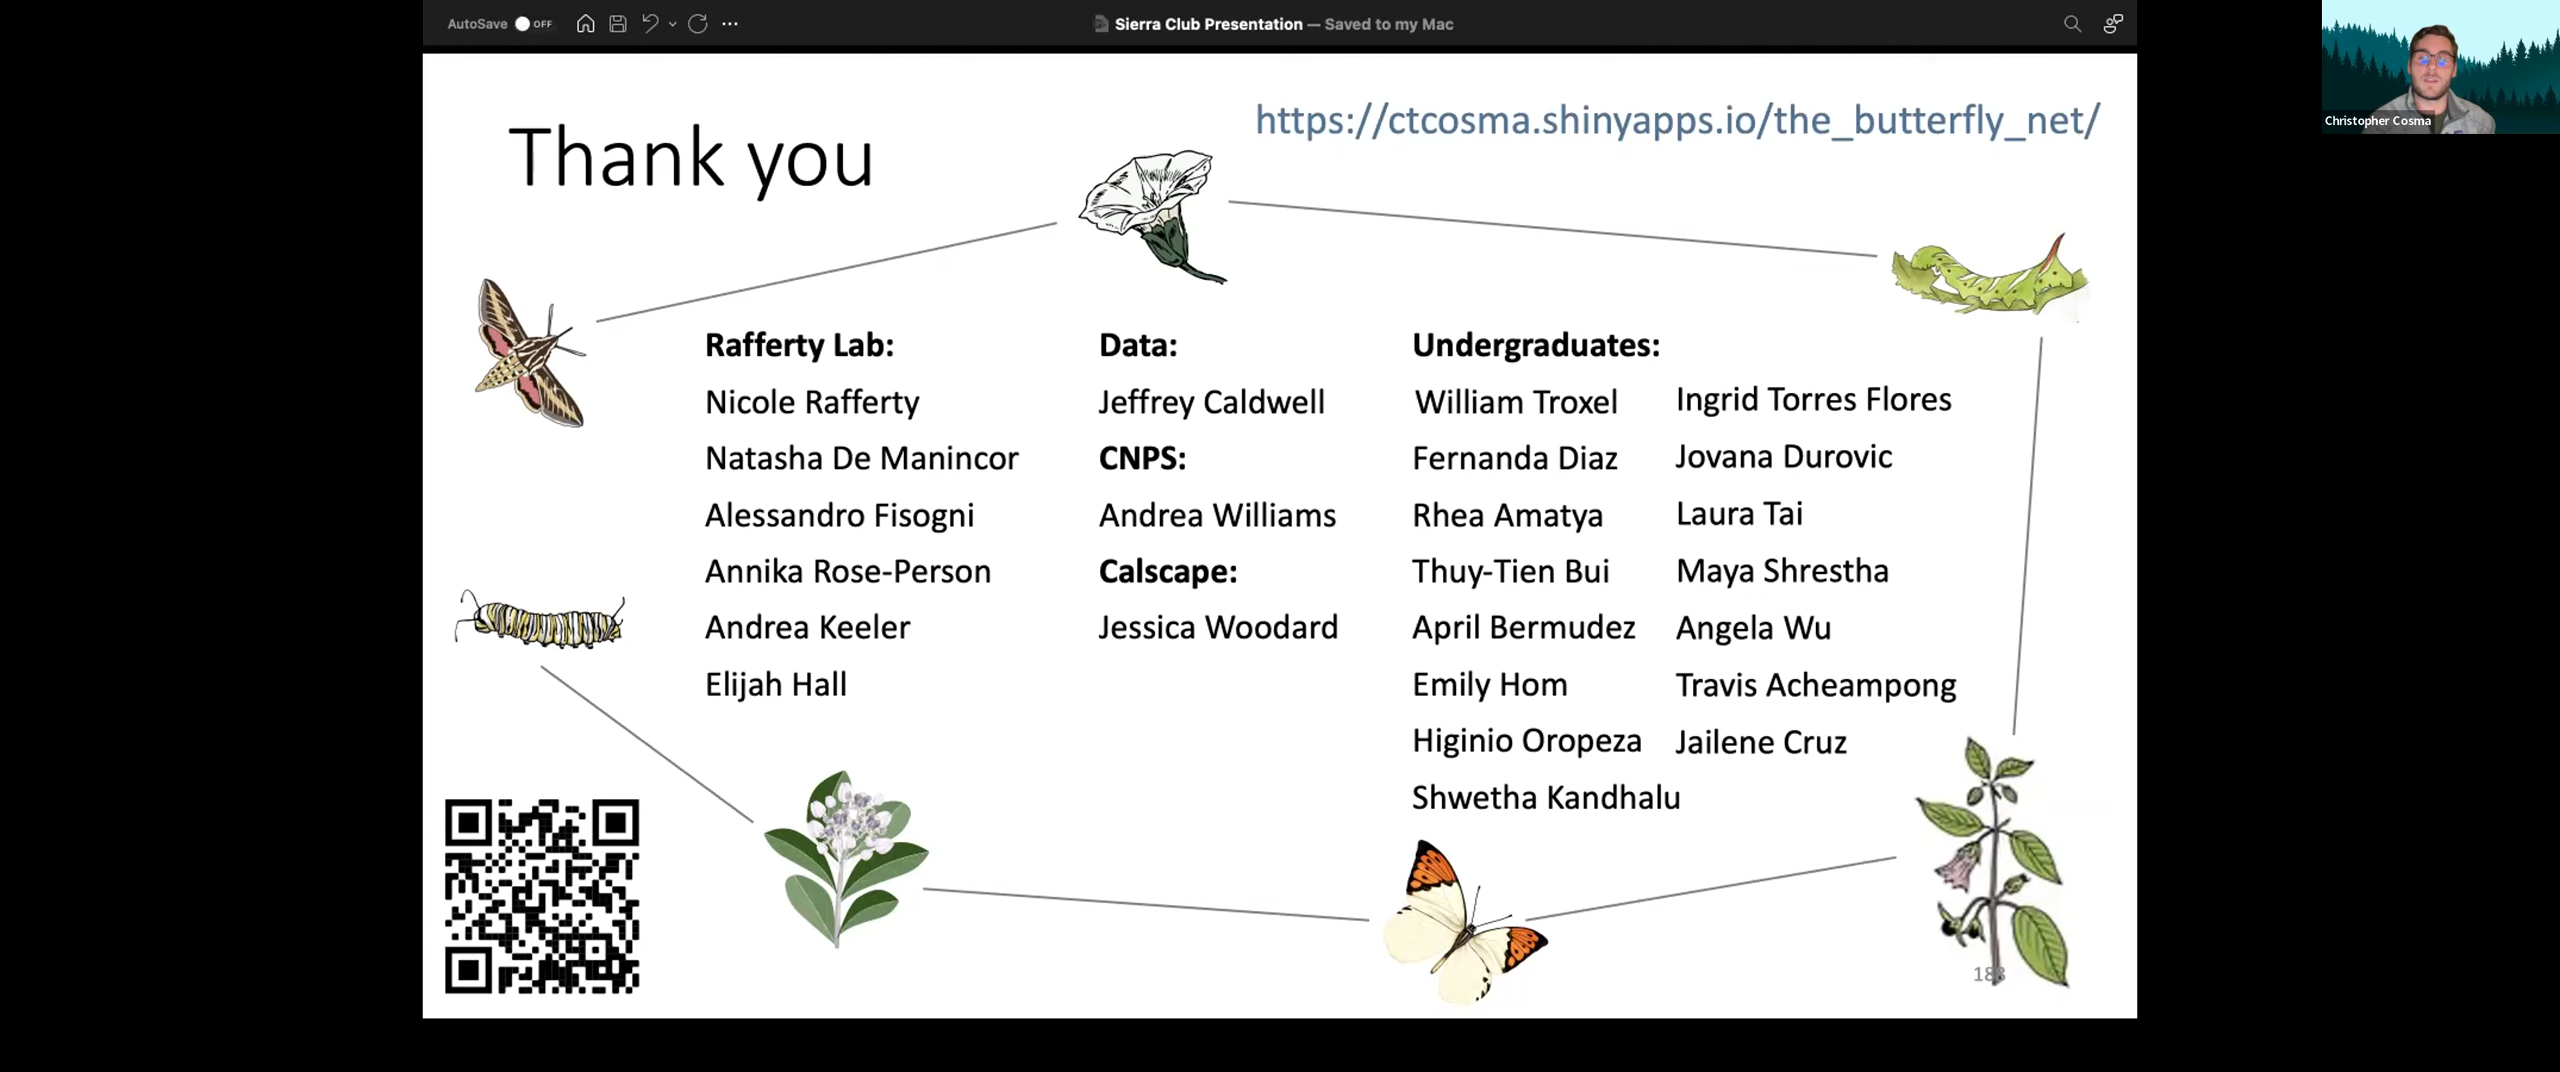 AutoSave OFF
Sierra Club Presentation — Saved to my Mac
Christopher Cosma
https://ctcosma.shinyapps.io/the_butterfly_net/
Thank you
Rafferty Lab:
Nicole Rafferty
Natasha De Manincor
Alessandro Fisogni
Annika Rose-Person
Andrea Keeler
Elijah Hall
Data:
Jeffrey Caldwell
CNPS:
Andrea Williams
Calscape:
Jessica Woodard
Undergraduates:
William Troxel
Fernanda Diaz
Rhea Amatya
Thuy-Tien Bui
April Bermudez
Emily Hom
Higinio Oropeza
Shwetha Kandhalu
Ingrid Torres Flores
Jovana Durovic
Laura Tai
Maya Shrestha
Angela Wu
Travis Acheampong
Jailene Cruz